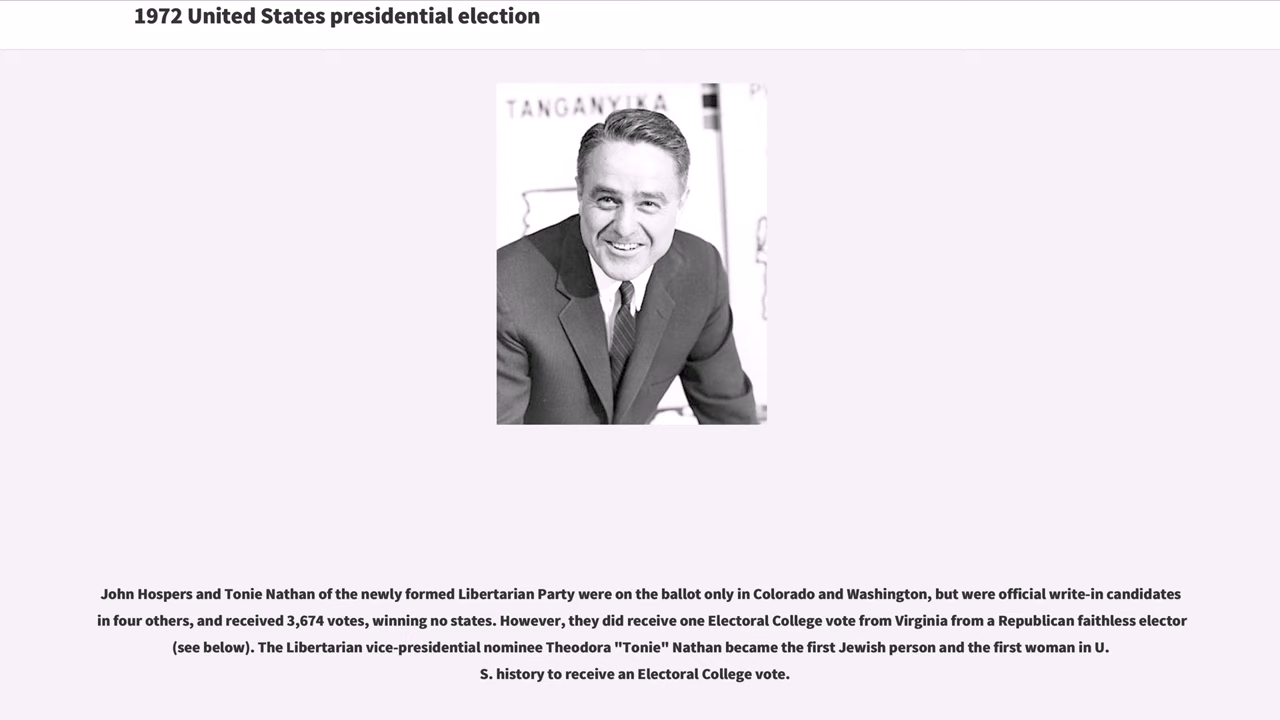 1972 United States presidential election
TANGANYIKA
John Hospers and Tonie Nathan of the newly formed Libertarian Party were on the ballot only in Colorado and Washington, but were official write-in candidates
in four others, and received 3,674 votes, winning no states. However, they did receive one Electoral College vote from Virginia from a Republican faithless elector
(see below). The Libertarian vice-presidential nominee Theodora "Tonie" Nathan became the first Jewish person and the first woman in U.
S. history to receive an Electoral College vote.